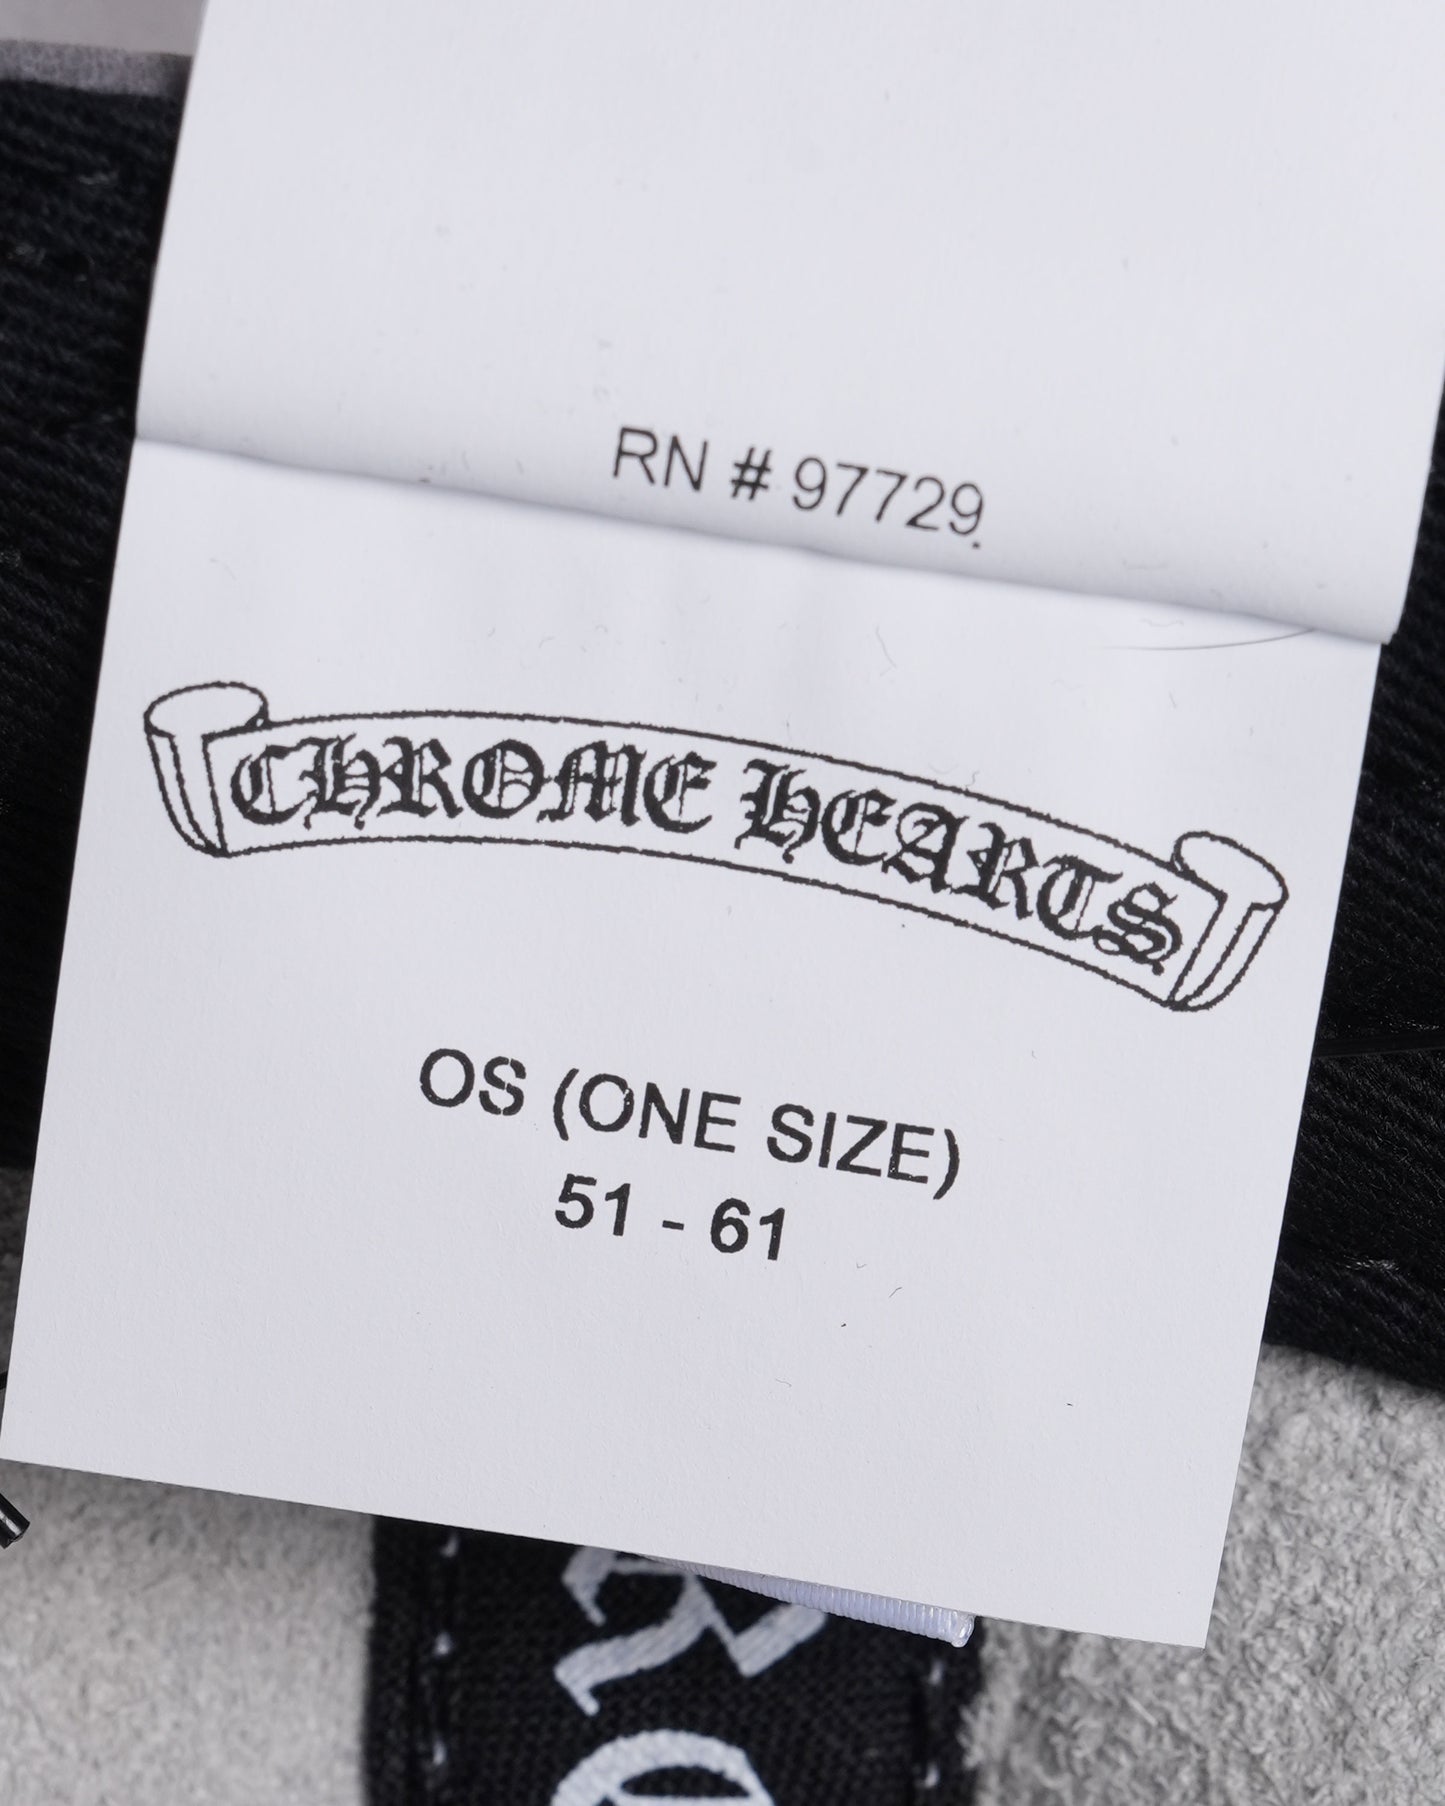 RN # 97729
CHROME HEARTS
OS (ONE SIZE)
51 - 61